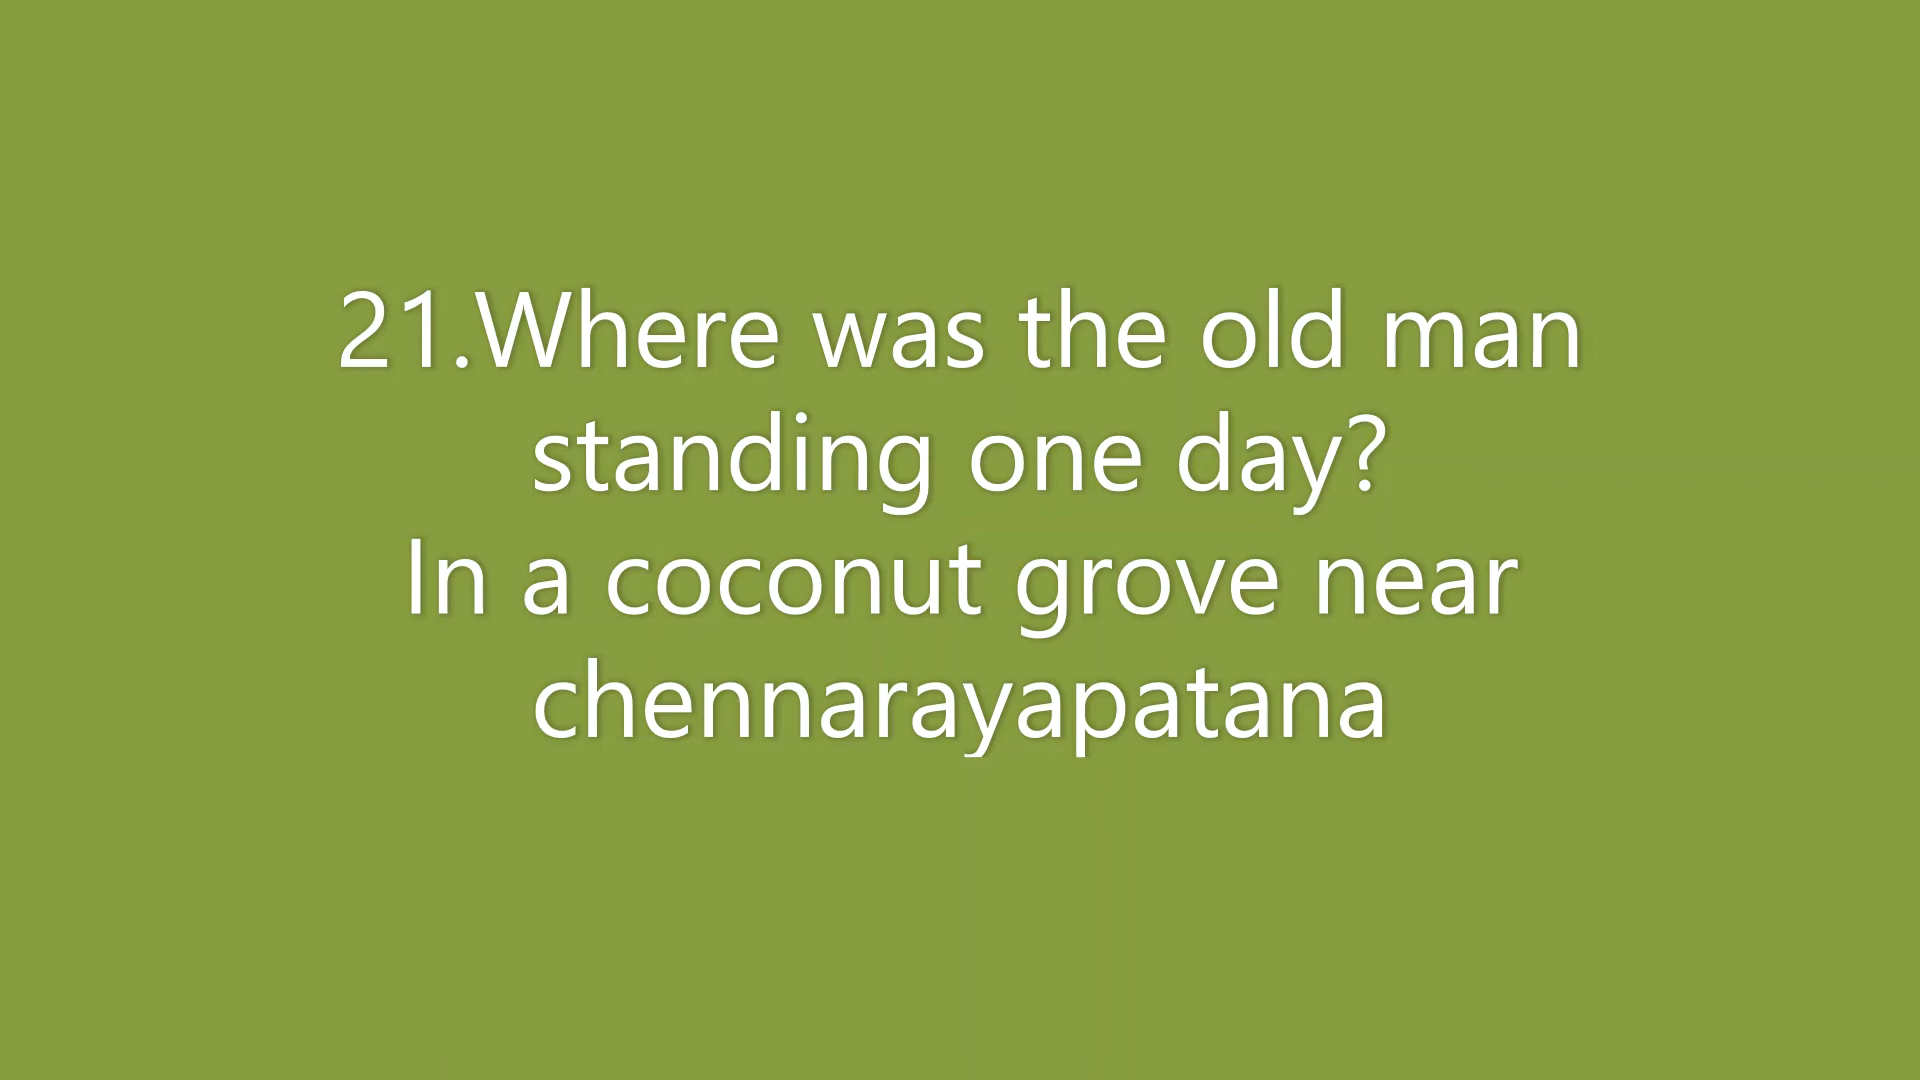 21.Where was the old man
standing one day?
In a coconut grove near
chennarayapatana